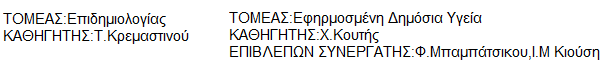 ΤΟΜΕΑΣ:Επιδημιολογίας
ΚΑΘΗΓΗΤΗΣ:Τ.Κρεμαστινού
ΤΟΜΕΑΣ:Εφηρμοσμένη Δημόσια Υγεία
ΚΑΘΗΓΗΤΗΣ:Χ.Κουτής
ΕΠΙΒΛΕΠΩΝ ΣΥΝΕΡΓΑΤΗΣ:Φ.Μπαμπάτσικου,Ι.Μ Κιούση